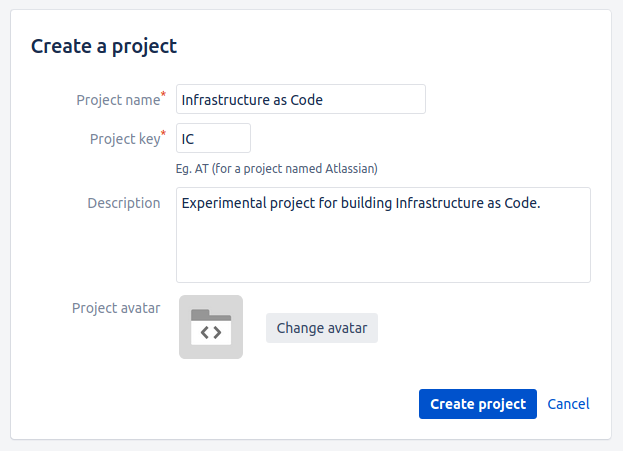 Create a project
Project name* Infrastructure as Code
Project key* IC
Eg. AT (for a project named Atlassian)
Description Experimental project for building Infrastructure as Code.
Project avatar Change avatar
Create project Cancel